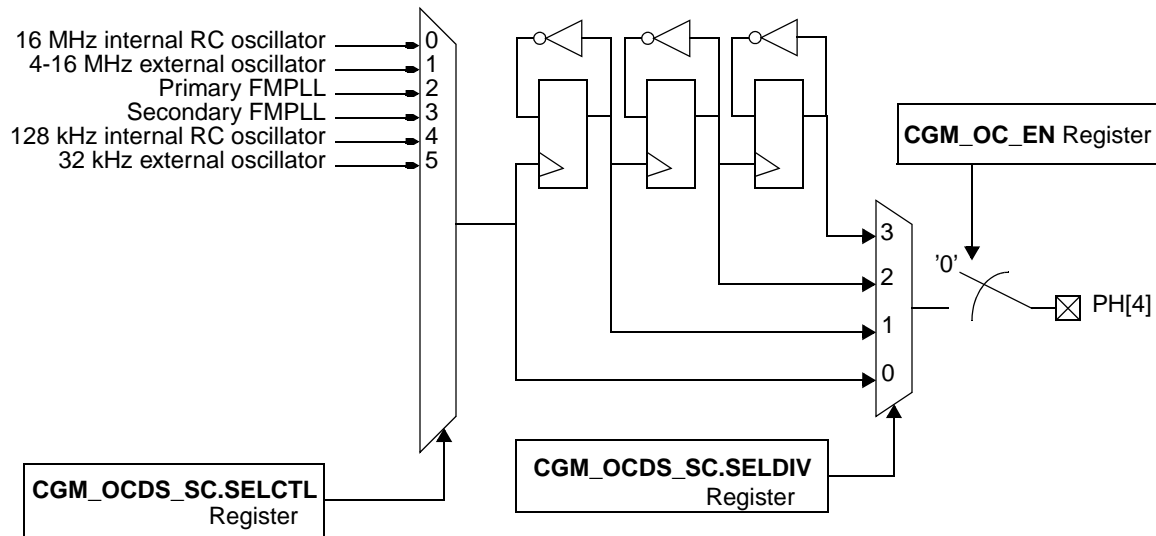 16 MHz internal RC oscillator 0
4-16 MHz external oscillator 1
Primary FMPLL 2
Secondary FMPLL 3
128 kHz internal RC oscillator 4
32 kHz external oscillator 5
CGM_OC_EN Register
3
2
1
0
'0'
PH[4]
CGM_OCDS_SC.SELCTL
Register
CGM_OCDS_SC.SELDIV
Register